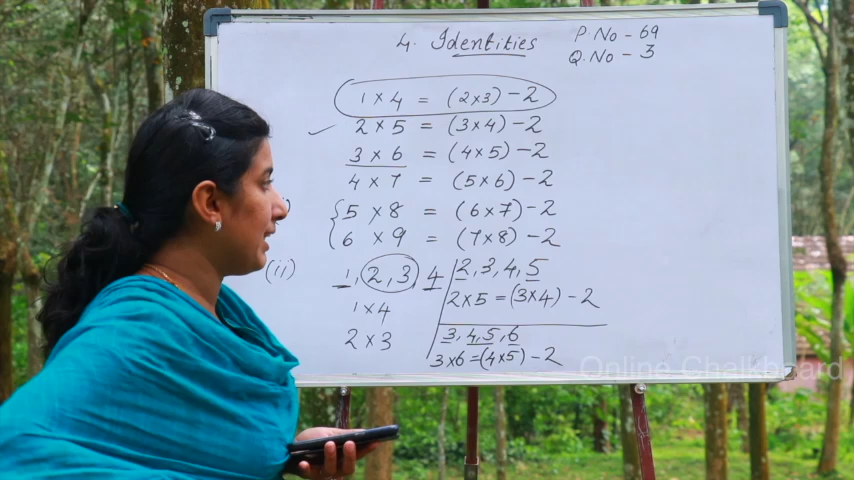 4. Identities
P.No - 69
Q.No - 3
1 × 4 = (2×3) - 2
2 × 5 = (3×4) - 2
3 × 6 = (4×5) - 2
4 × 7 = (5×6) - 2
5 × 8 = (6×7) - 2
6 × 9 = (7×8) - 2
(ii) 1, 2, 3, 4
1×4
2×3
2, 3, 4, 5
2×5 = (3×4) - 2
3, 4, 5, 6
3×6 = (4×5) - 2
Online Chalkboard